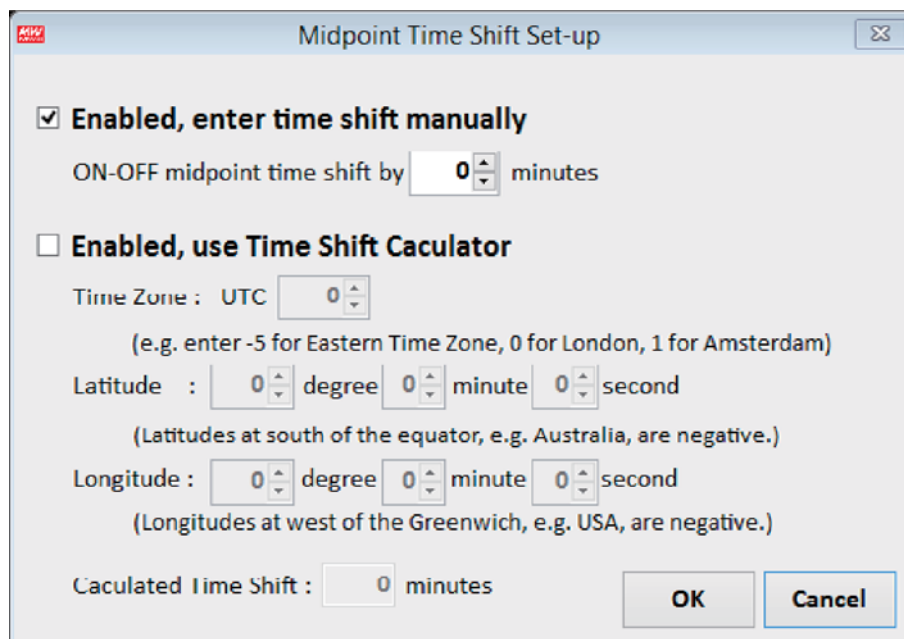 MW
Midpoint Time Shift Set-up
Enabled, enter time shift manually
ON-OFF midpoint time shift by 0 minutes
Enabled, use Time Shift Caculator
Time Zone : UTC 0
(e.g. enter -5 for Eastern Time Zone, 0 for London, 1 for Amsterdam)
Latitude : 0 degree 0 minute 0 second
(Latitudes at south of the equator, e.g. Australia, are negative.)
Longitude : 0 degree 0 minute 0 second
(Longitudes at west of the Greenwich, e.g. USA, are negative.)
Caculated Time Shift : 0 minutes
OK Cancel